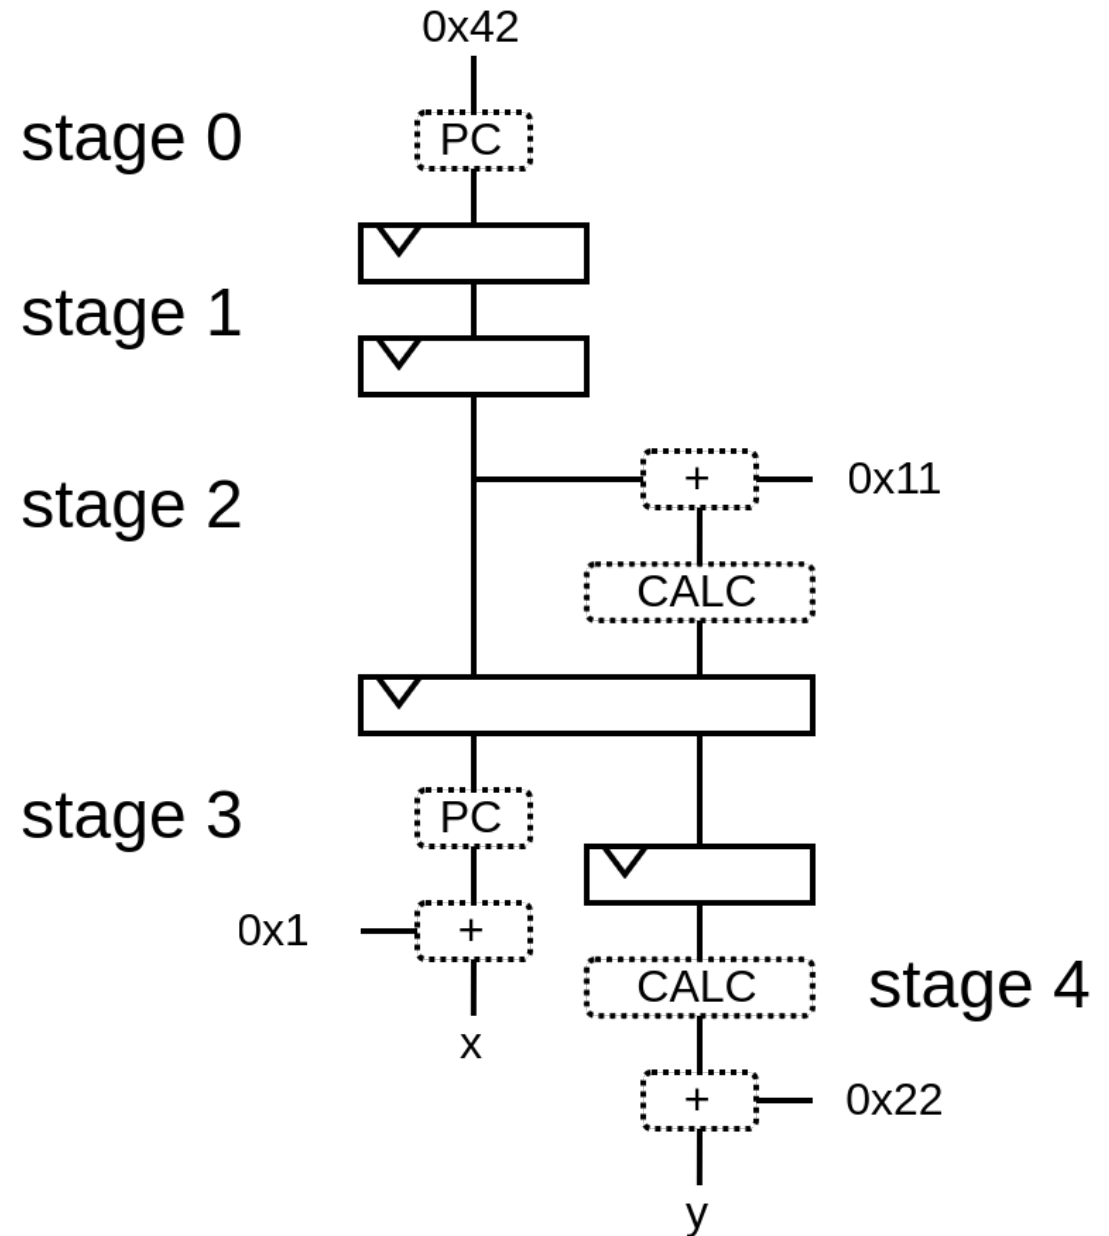 0x42
stage 0
PC
stage 1
stage 2
+
0x11
CALC
stage 3
PC
0x1
+
CALC
stage 4
x
+
0x22
y